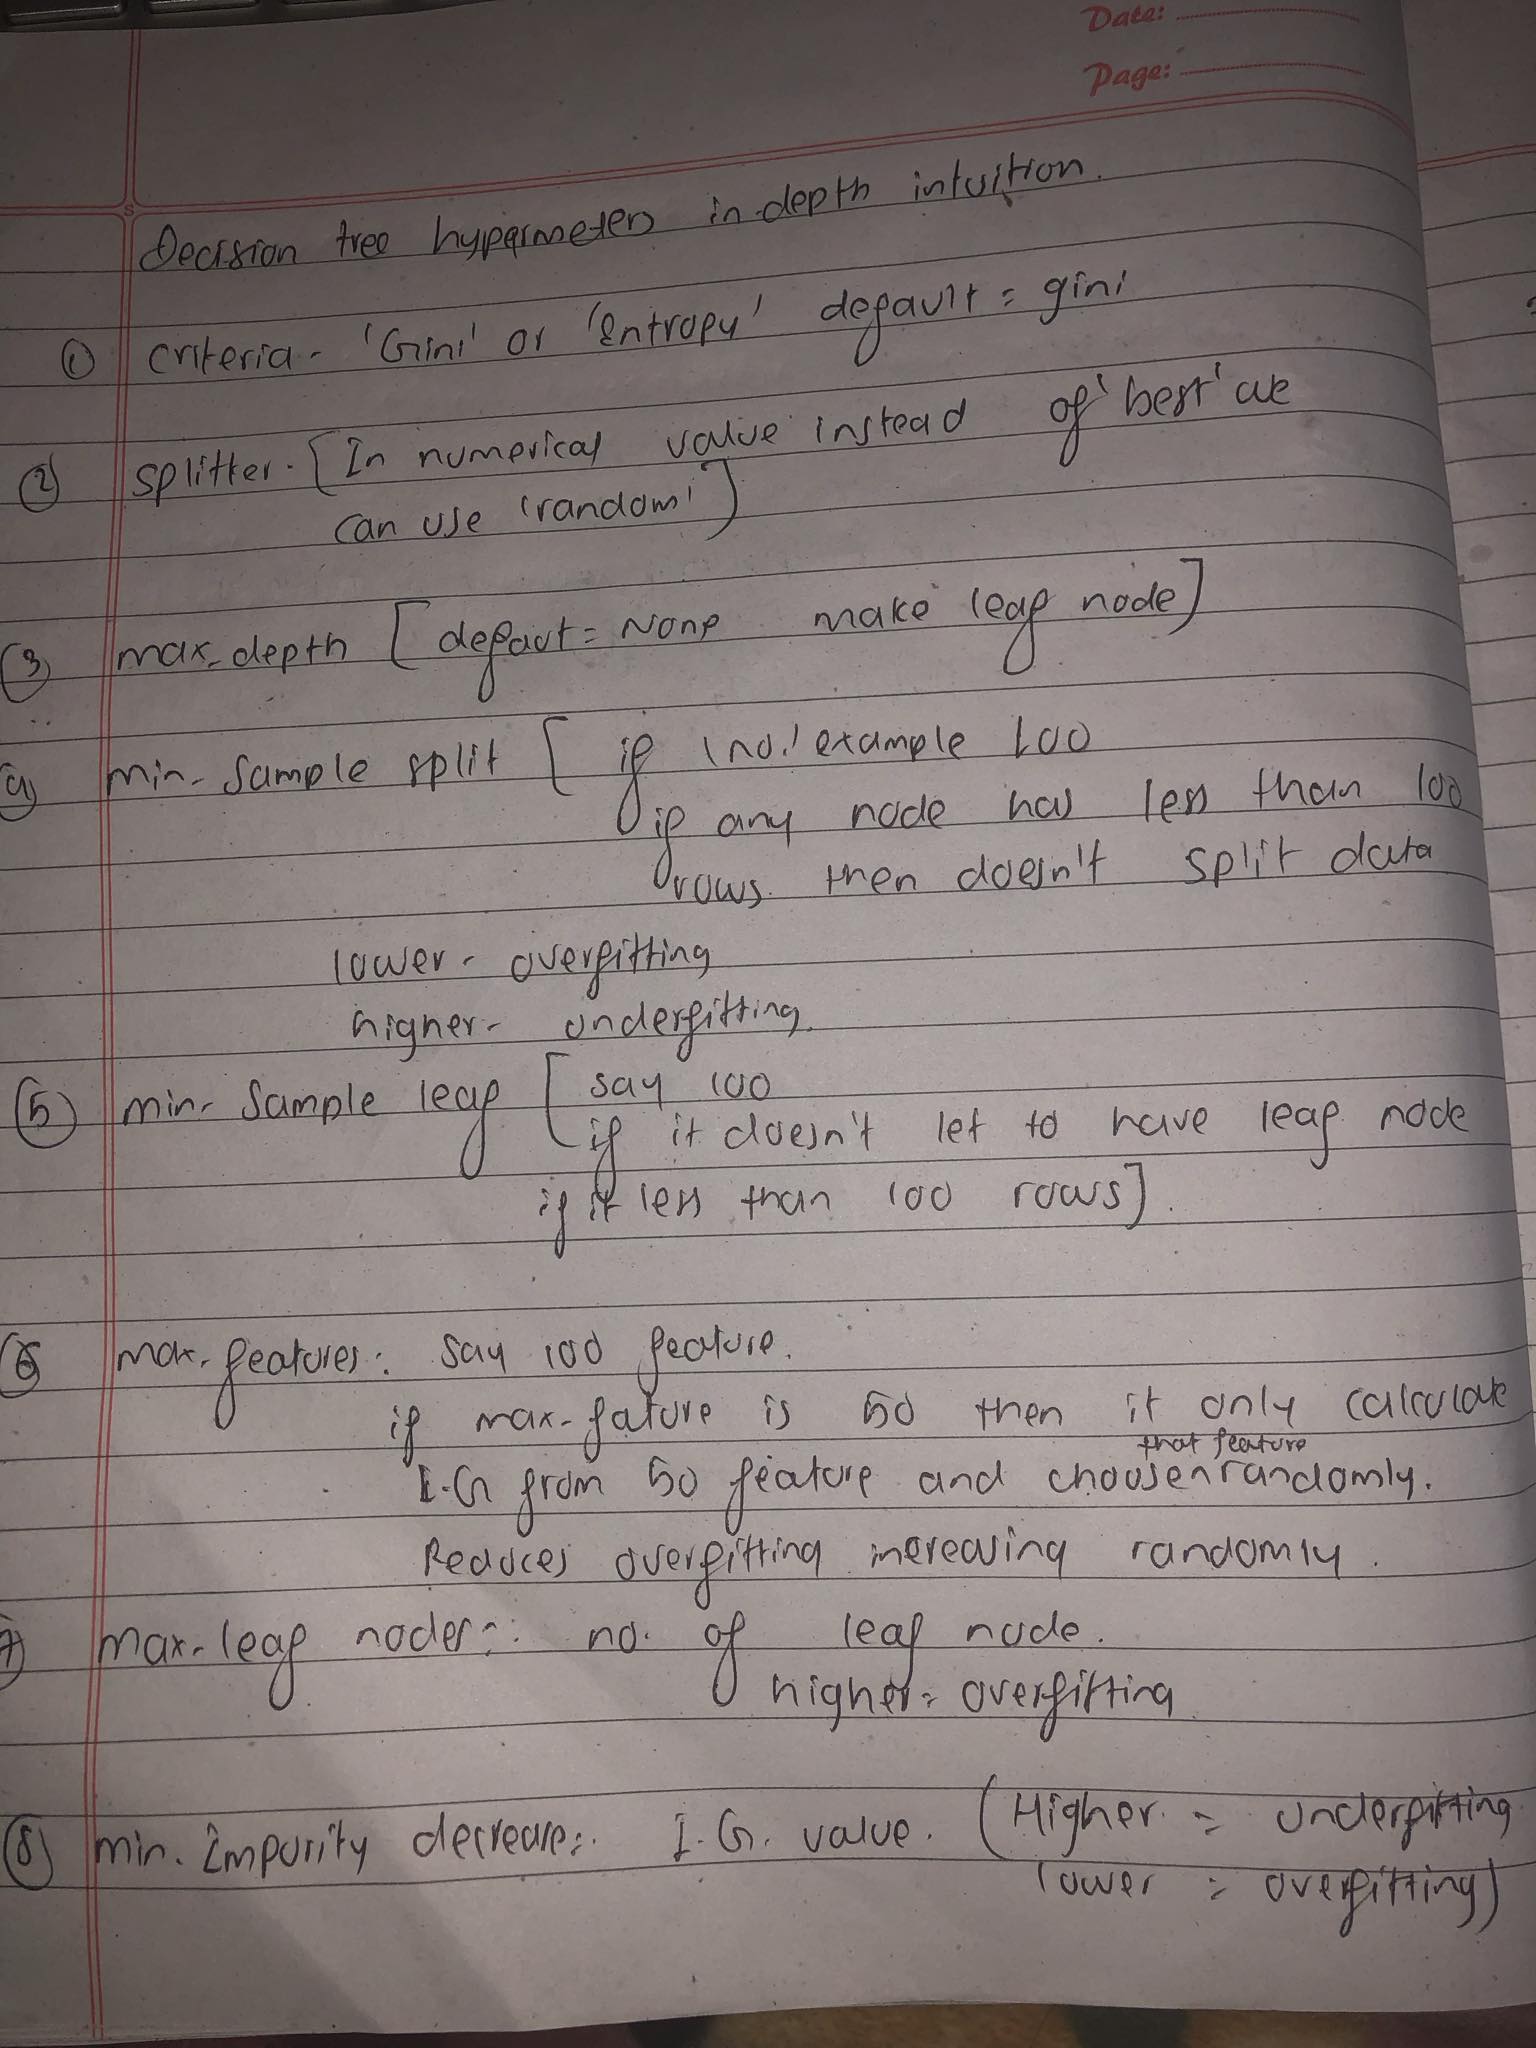 Date:
Page:
Decision tree hyparmeters in-depth intuition.
① criteria - 'Gini' or 'Entropy' default = gini
② splitter - [In numerical value instead of 'best' we
can use 'random']
③ max-depth [defaut = None make leaf node]
4) min-Sample split [if (no.) example 100
if any node has less than 100
rows. then doesn't split data
lower - overfitting
higher - underfitting.
⑤ min-Sample leaf [say 100
if it doesn't let to have leaf node
if it less than 100 rows].
⑥ max-features: say 100 feature.
if max-fature is 50 then it only calculate
that feature
I.G from 50 feature and choosen randomly.
Reduces overfitting increasing randomly.
7) max-leaf nodes:: no. of leaf node.
higher = overfitting
⑧ min. Impurity decrease:. I.G. value. (Higher. = underfitting
lower = overfitting)